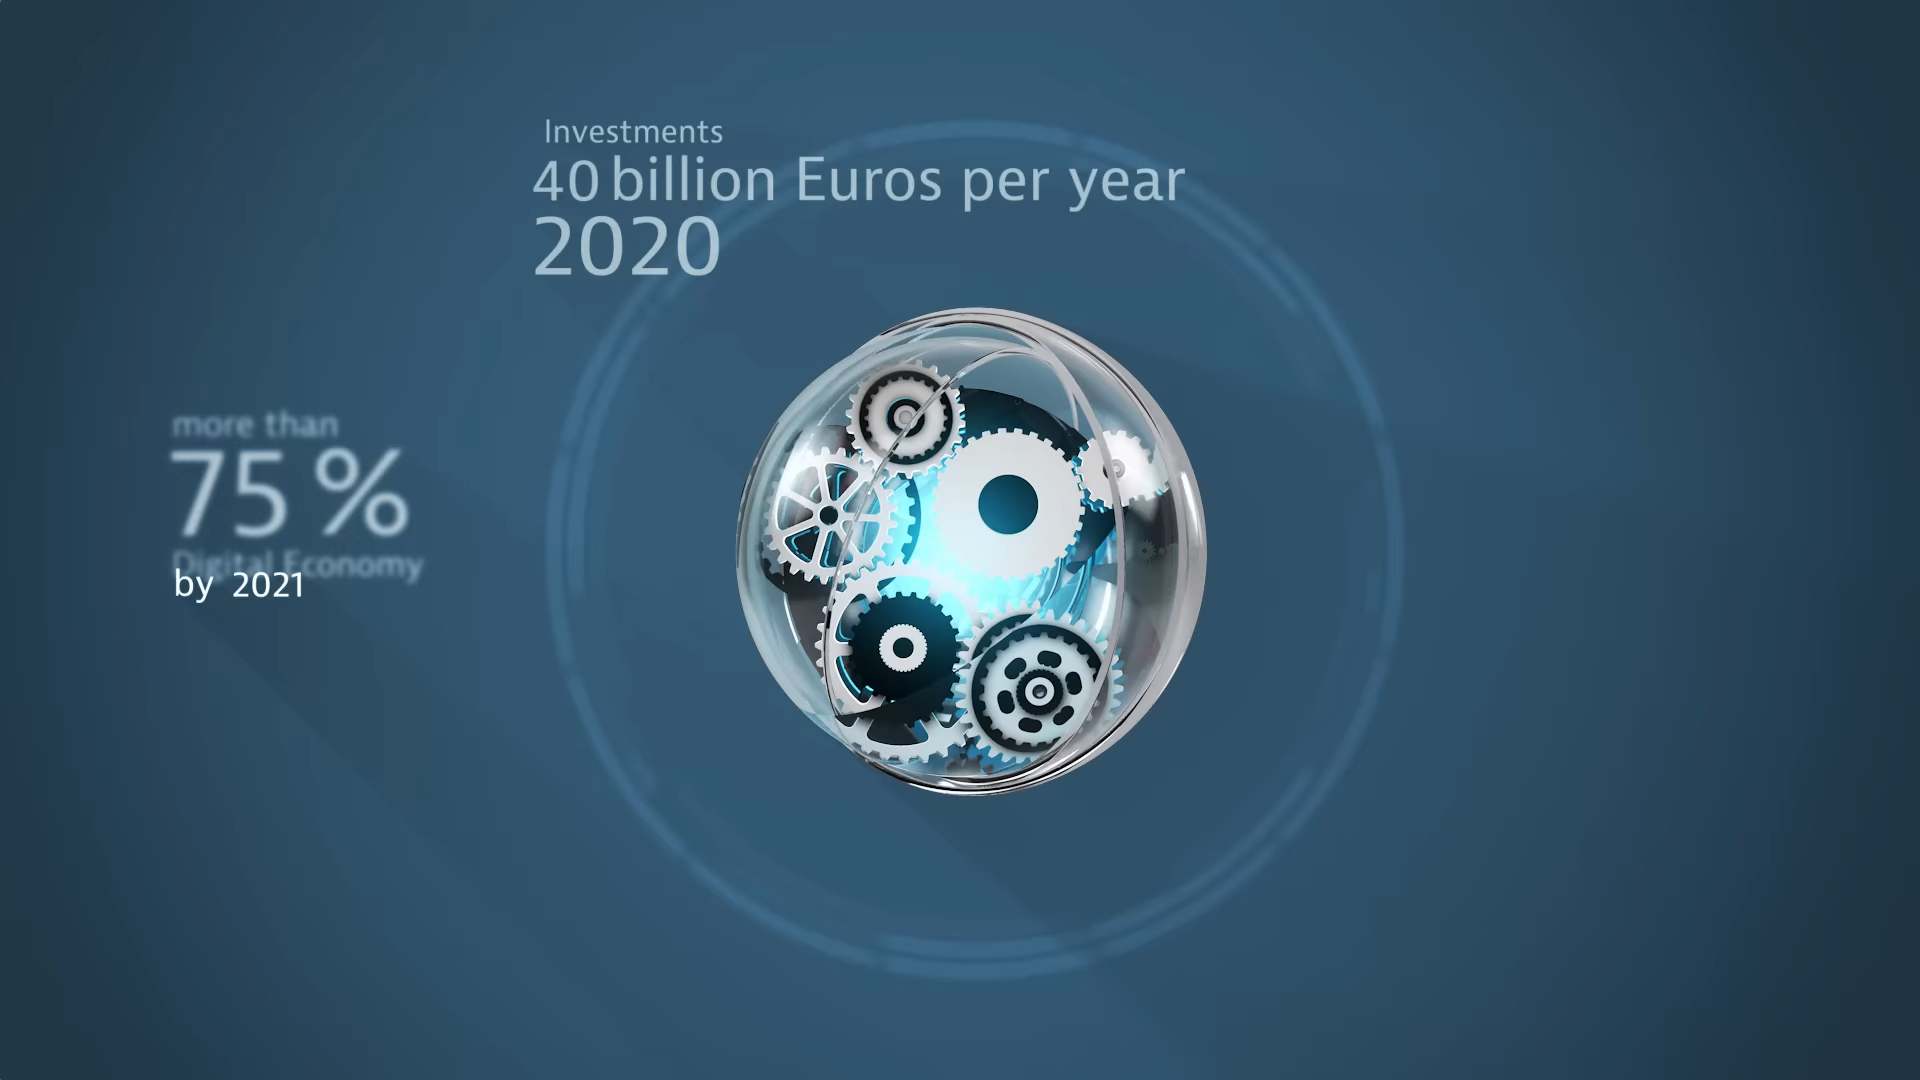 Investments
40 billion Euros per year
2020
more than
75 %
Digital Economy
by 2021